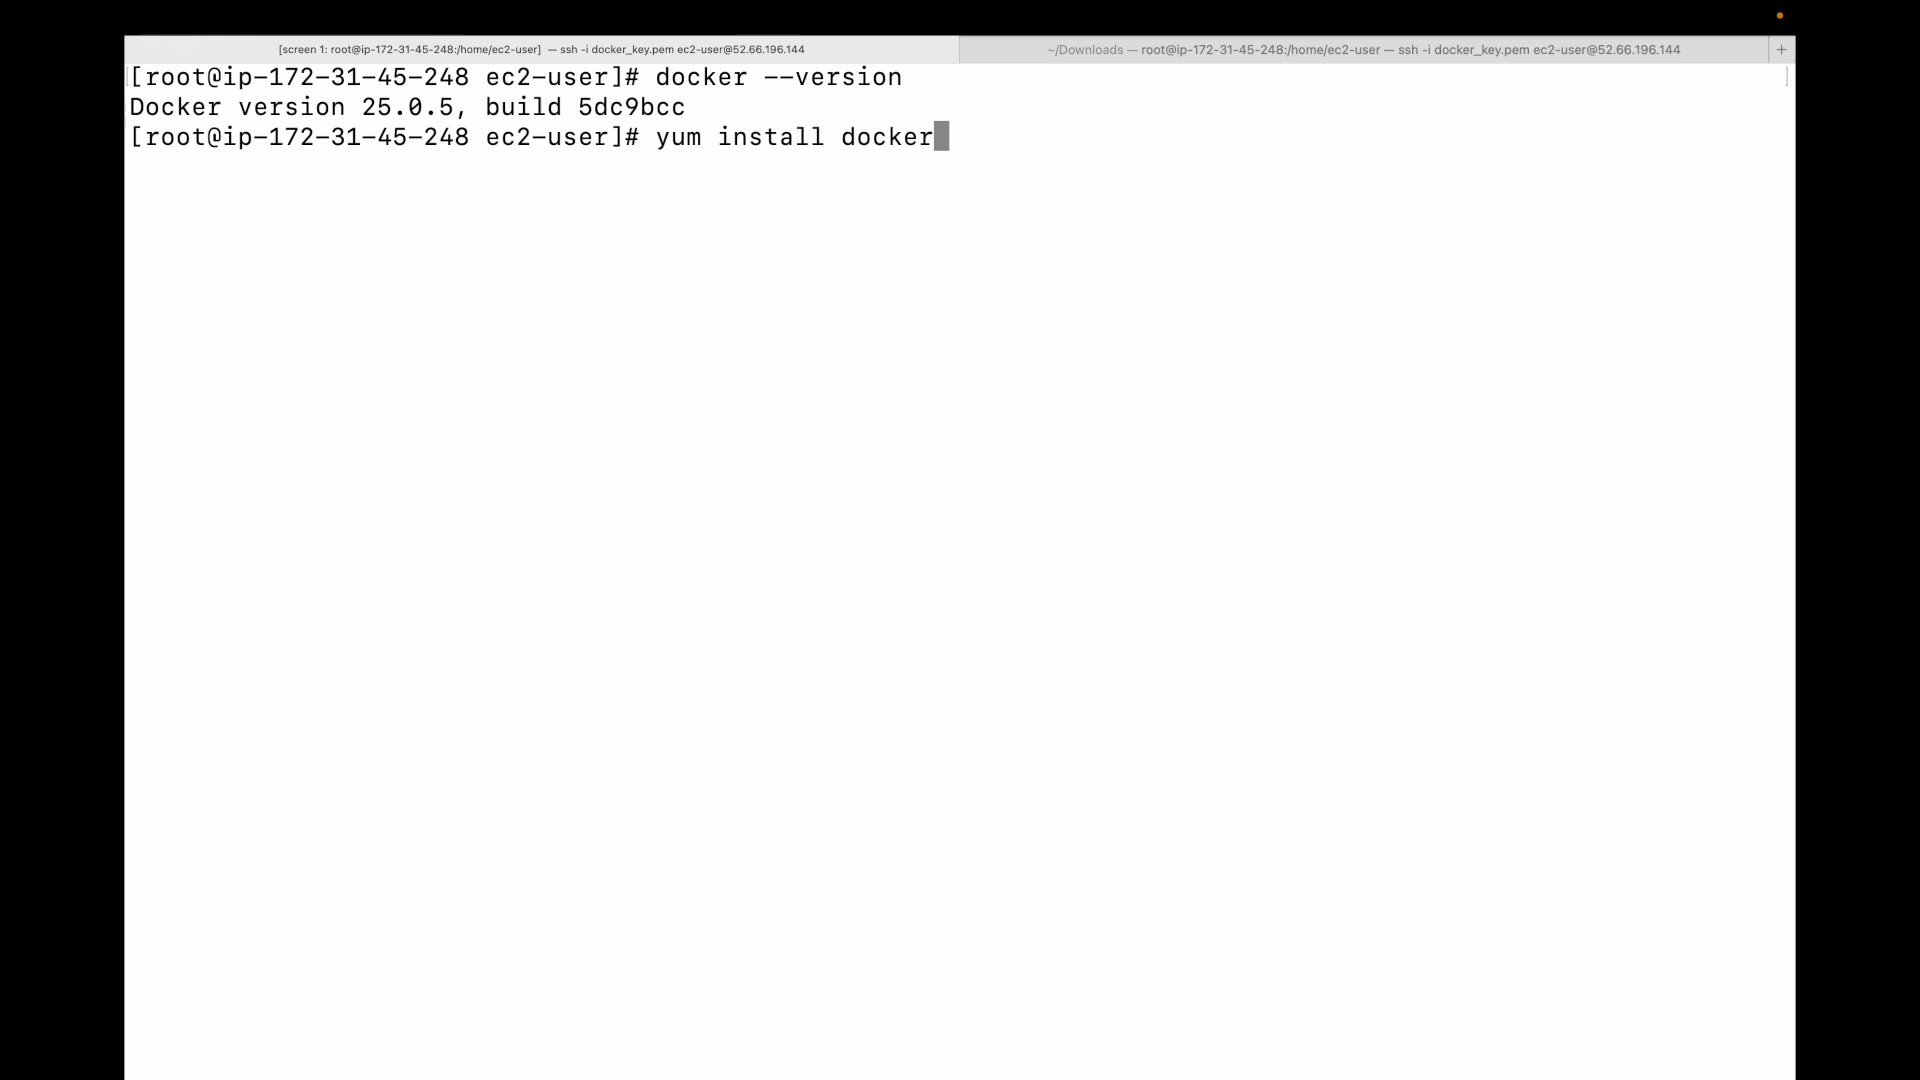 [screen 1: root@ip-172-31-45-248:/home/ec2-user] — ssh -i docker_key.pem ec2-user@52.66.196.144
~/Downloads — root@ip-172-31-45-248:/home/ec2-user — ssh -i docker_key.pem ec2-user@52.66.196.144
+
[root@ip-172-31-45-248 ec2-user]# docker --version
]
Docker version 25.0.5, build 5dc9bcc
[root@ip-172-31-45-248 ec2-user]# yum install docker